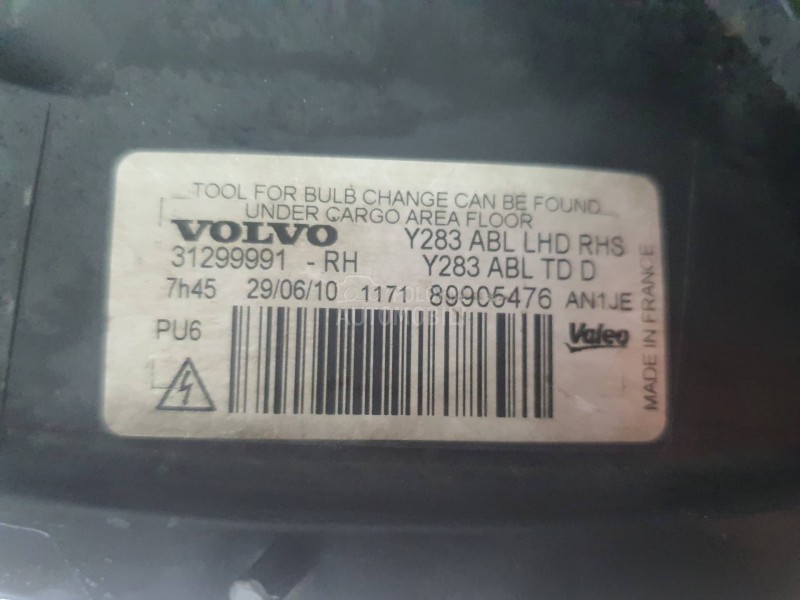 TOOL FOR BULB CHANGE CAN BE FOUND
UNDER CARGO AREA FLOOR
VOLVO Y283 ABL LHD RHS
31299991 - RH Y283 ABL TD D
7h45 29/06/10 1171 89905476 AN1JE
PU6 Valeo
MADE IN FRANCE